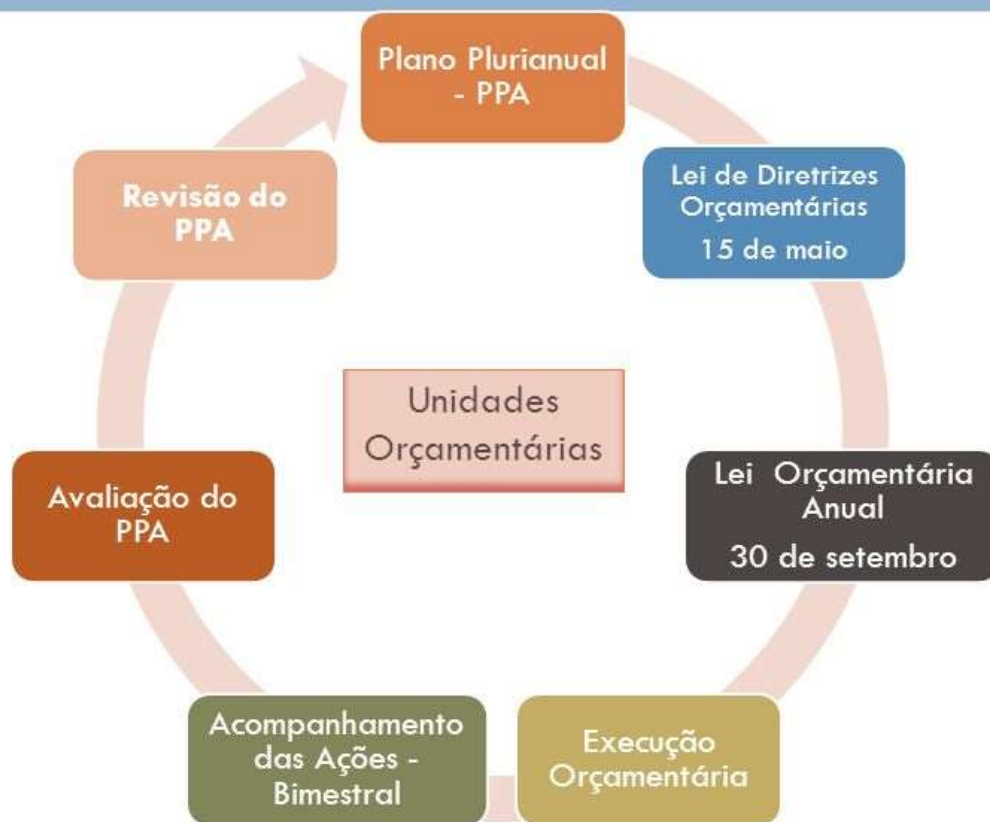 Plano Plurianual
- PPA
Lei de Diretrizes
Orçamentárias
15 de maio
Lei Orçamentária
Anual
30 de setembro
Execução
Orçamentária
Acompanhamento
das Ações -
Bimestral
Avaliação do
PPA
Revisão do
PPA
Unidades
Orçamentárias